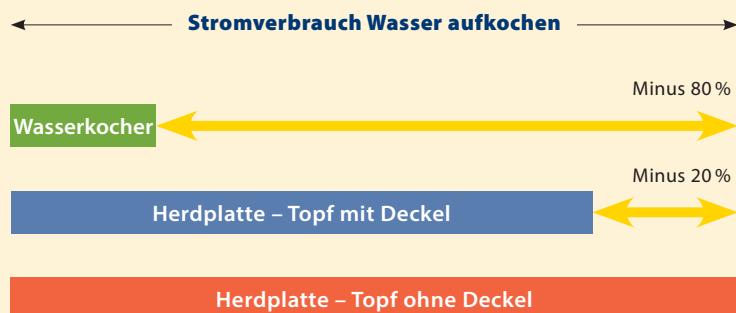 Stromverbrauch Wasser aufkochen
Minus 80 %
Wasserkocher
Minus 20 %
Herdplatte – Topf mit Deckel
Herdplatte – Topf ohne Deckel